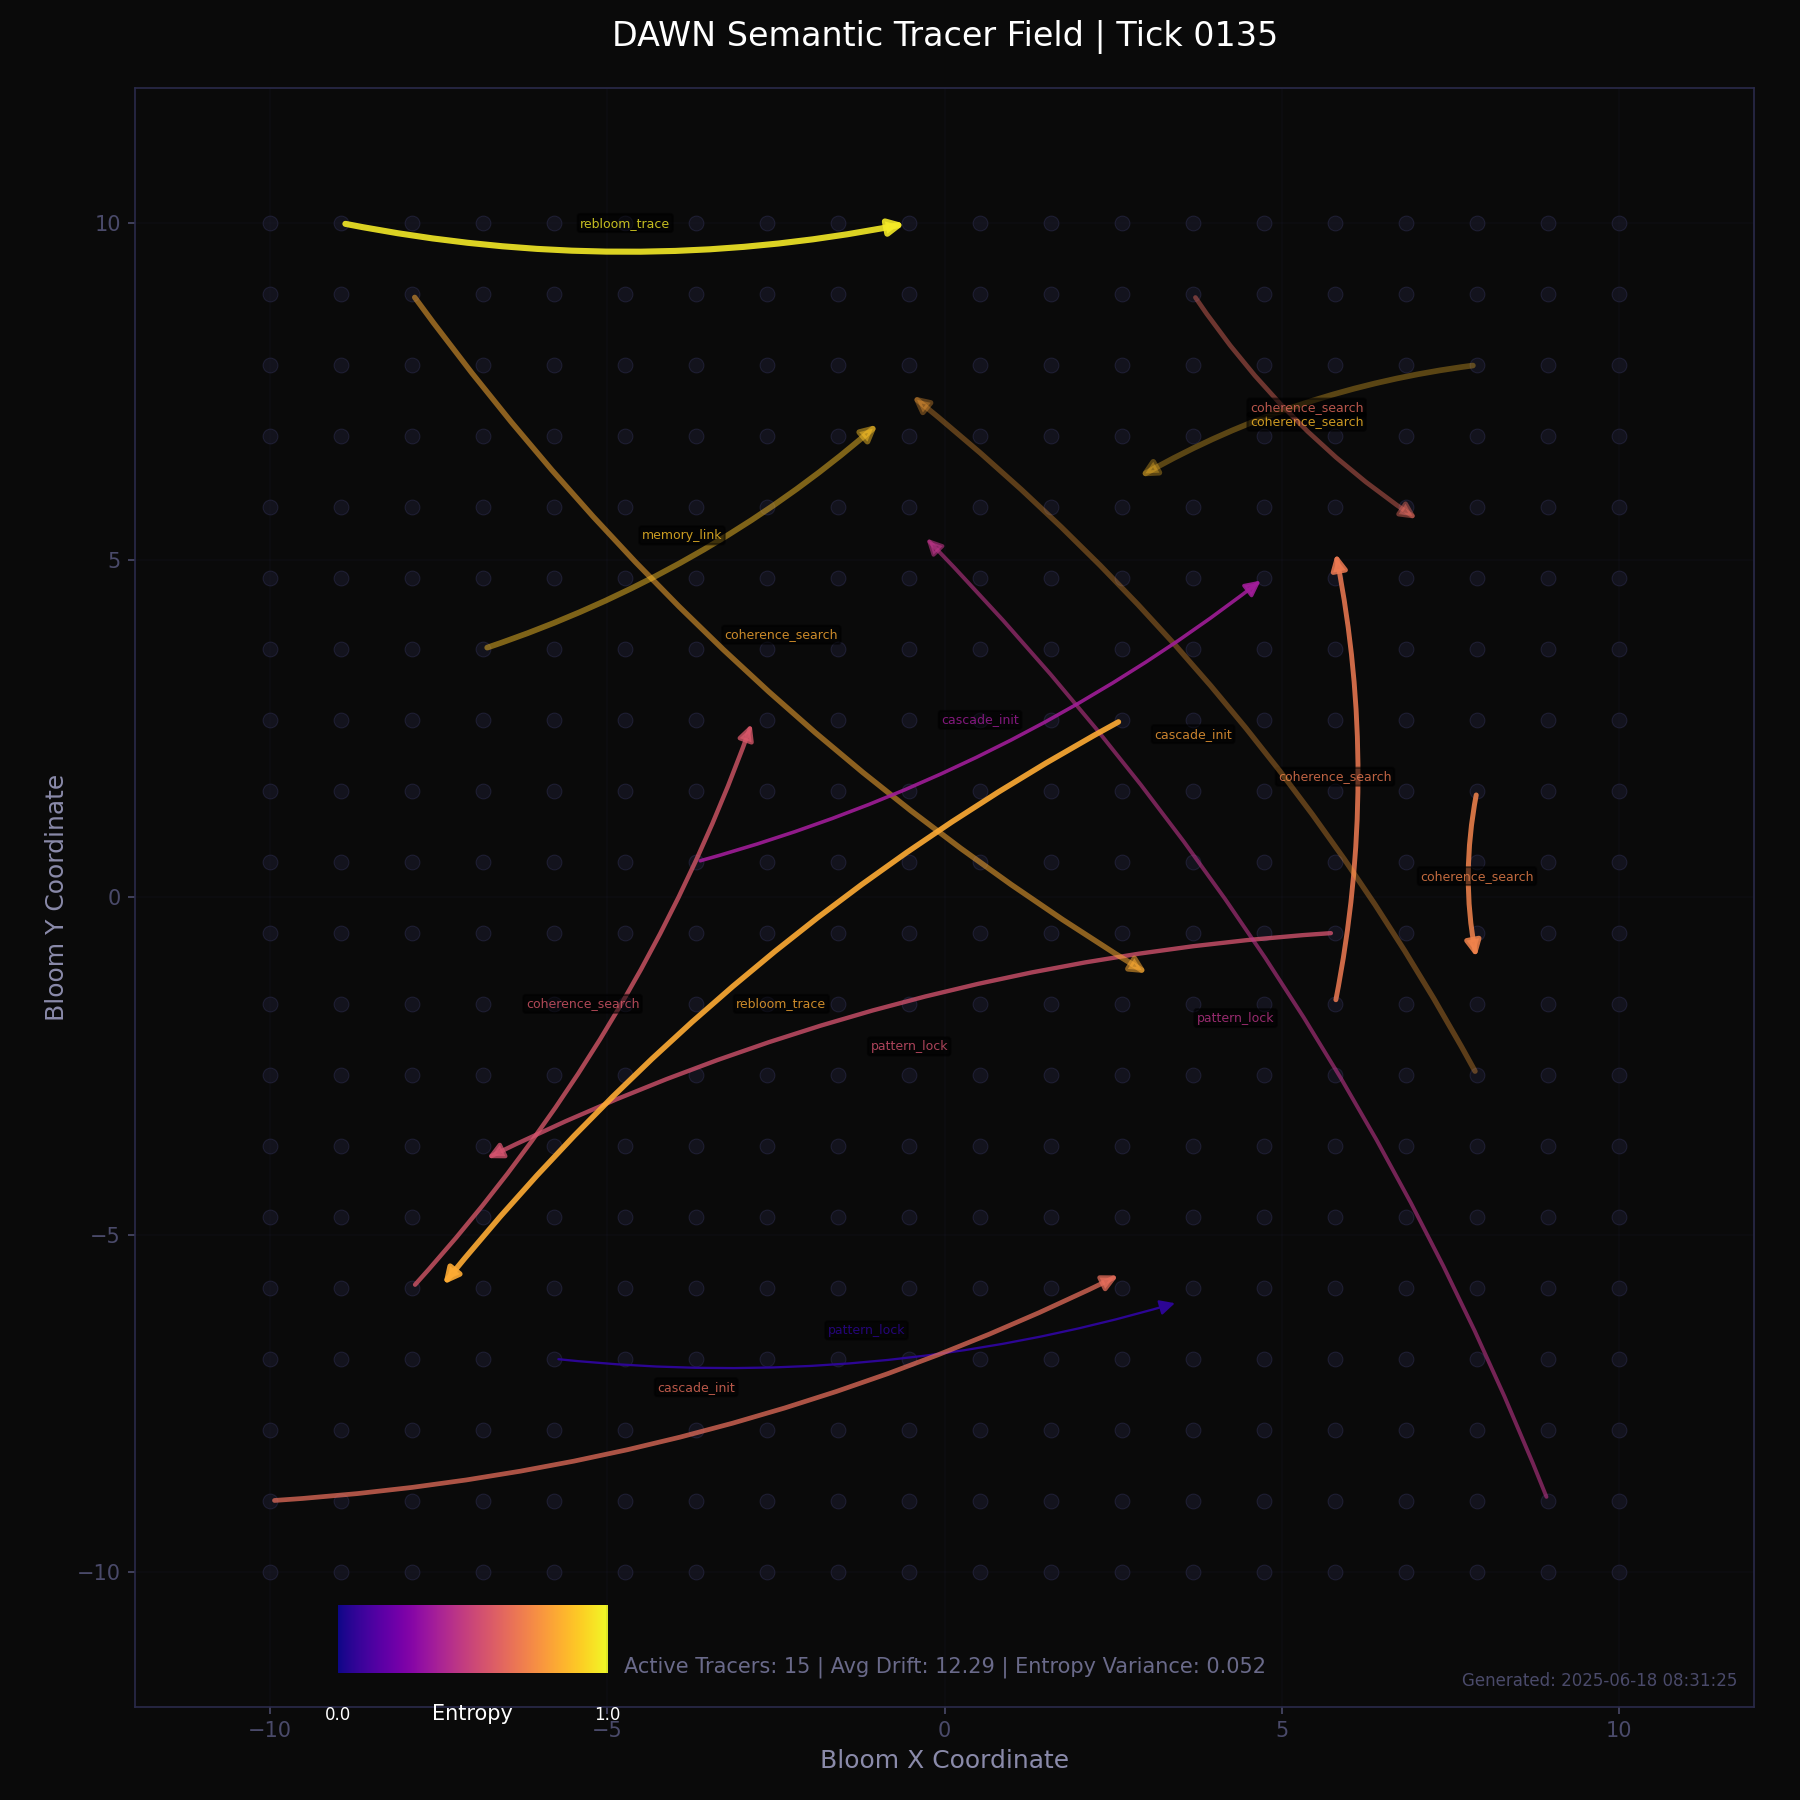 DAWN Semantic Tracer Field | Tick 0135
10
rebloom_trace
coherence_search
coherence_search
5
memory_link
coherence_search
cascade_init
cascade_init
coherence_search
0
coherence_search
coherence_search
rebloom_trace
pattern_lock
pattern_lock
−5
pattern_lock
cascade_init
−10
Bloom Y Coordinate
Active Tracers: 15 | Avg Drift: 12.29 | Entropy Variance: 0.052
Generated: 2025-06-18 08:31:25
0.0 Entropy 1.0
−10 −5 0 5 10
Bloom X Coordinate